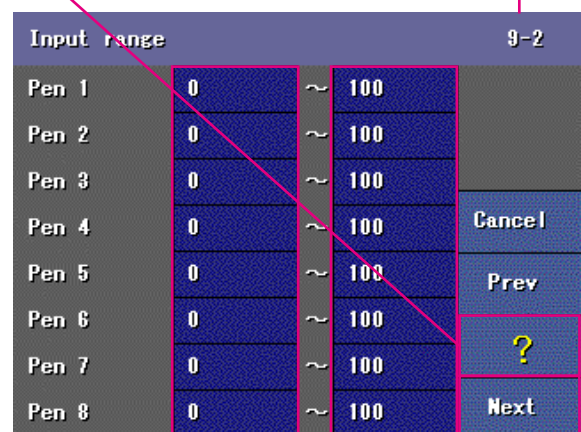 Input range 9-2
Pen 1 0 ~ 100
Pen 2 0 ~ 100
Pen 3 0 ~ 100
Pen 4 0 ~ 100 Cancel
Pen 5 0 ~ 100 Prev
Pen 6 0 ~ 100
?
Pen 7 0 ~ 100
Pen 8 0 ~ 100 Next